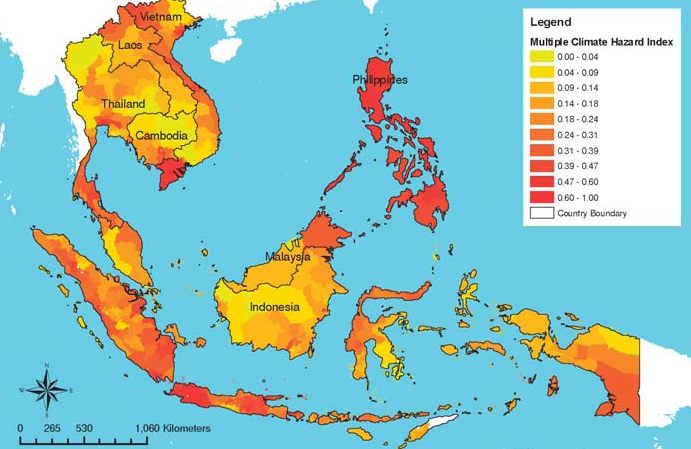 Vietnam
Laos
Thailand
Cambodia
Philippines
Malaysia
Indonesia
Legend
Multiple Climate Hazard Index
0.00 - 0.04
0.04 - 0.09
0.09 - 0.14
0.14 - 0.18
0.18 - 0.24
0.24 - 0.31
0.31 - 0.39
0.39 - 0.47
0.47 - 0.60
0.60 - 1.00
Country Boundary
N
W E
S
0 265 530 1,060 Kilometers